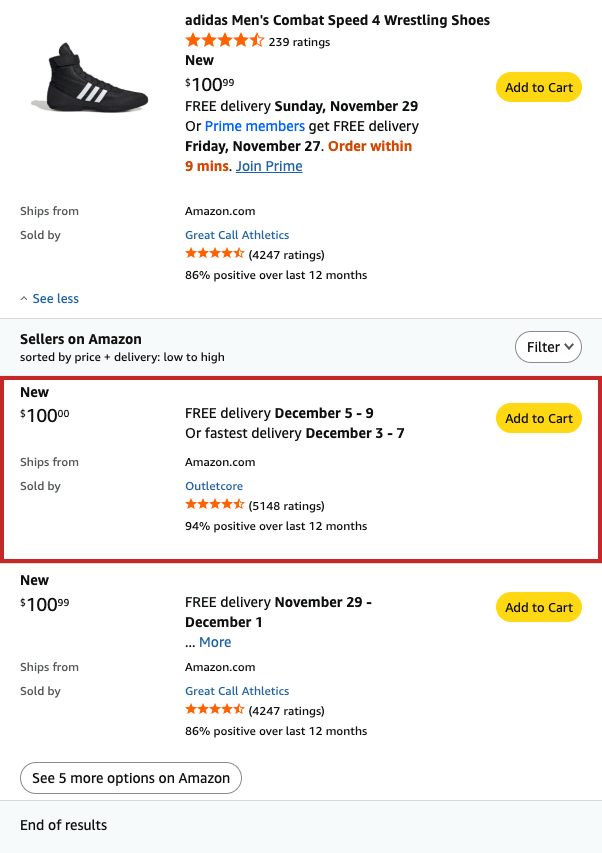 adidas Men's Combat Speed 4 Wrestling Shoes
239 ratings
New
$100⁹⁹
Add to Cart
FREE delivery Sunday, November 29
Or Prime members get FREE delivery
Friday, November 27. Order within
9 mins. Join Prime
Ships from Amazon.com
Sold by Great Call Athletics
(4247 ratings)
86% positive over last 12 months
See less
Sellers on Amazon
sorted by price + delivery: low to high
Filter
New
$100⁰⁰ FREE delivery December 5 - 9
Add to Cart
Or fastest delivery December 3 - 7
Ships from Amazon.com
Sold by Outletcore
(5148 ratings)
94% positive over last 12 months
New
$100⁹⁹ FREE delivery November 29 -
Add to Cart
December 1
... More
Ships from Amazon.com
Sold by Great Call Athletics
(4247 ratings)
86% positive over last 12 months
See 5 more options on Amazon
End of results